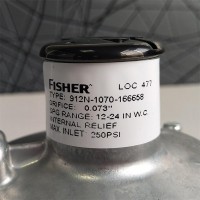 FISHER LOC 477
TYPE: 912N-1070-166658
ORIFICE: 0.073"
SPG RANGE: 12-24 IN W.C.
INTERNAL RELIEF
MAX. INLET: 250PSI